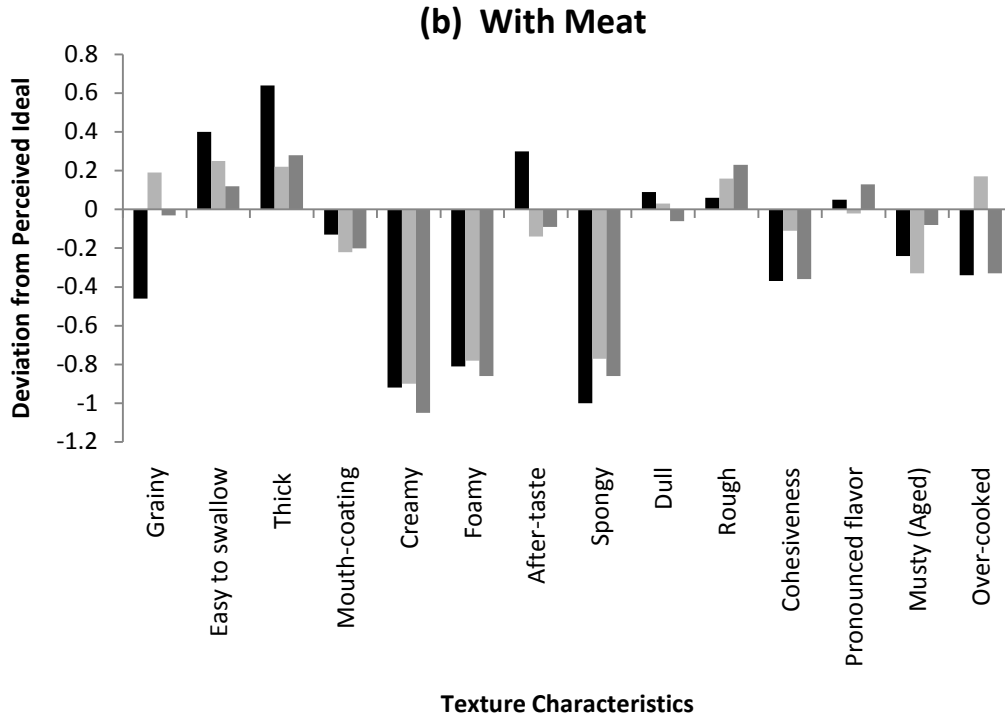 (b) With Meat
0.8
0.6
0.4
0.2
0
-0.2
-0.4
-0.6
-0.8
-1
-1.2
Deviation from Perceived Ideal
Grainy
Easy to swallow
Thick
Mouth-coating
Creamy
Foamy
After-taste
Spongy
Dull
Rough
Cohesiveness
Pronounced flavor
Musty (Aged)
Over-cooked
Texture Characteristics